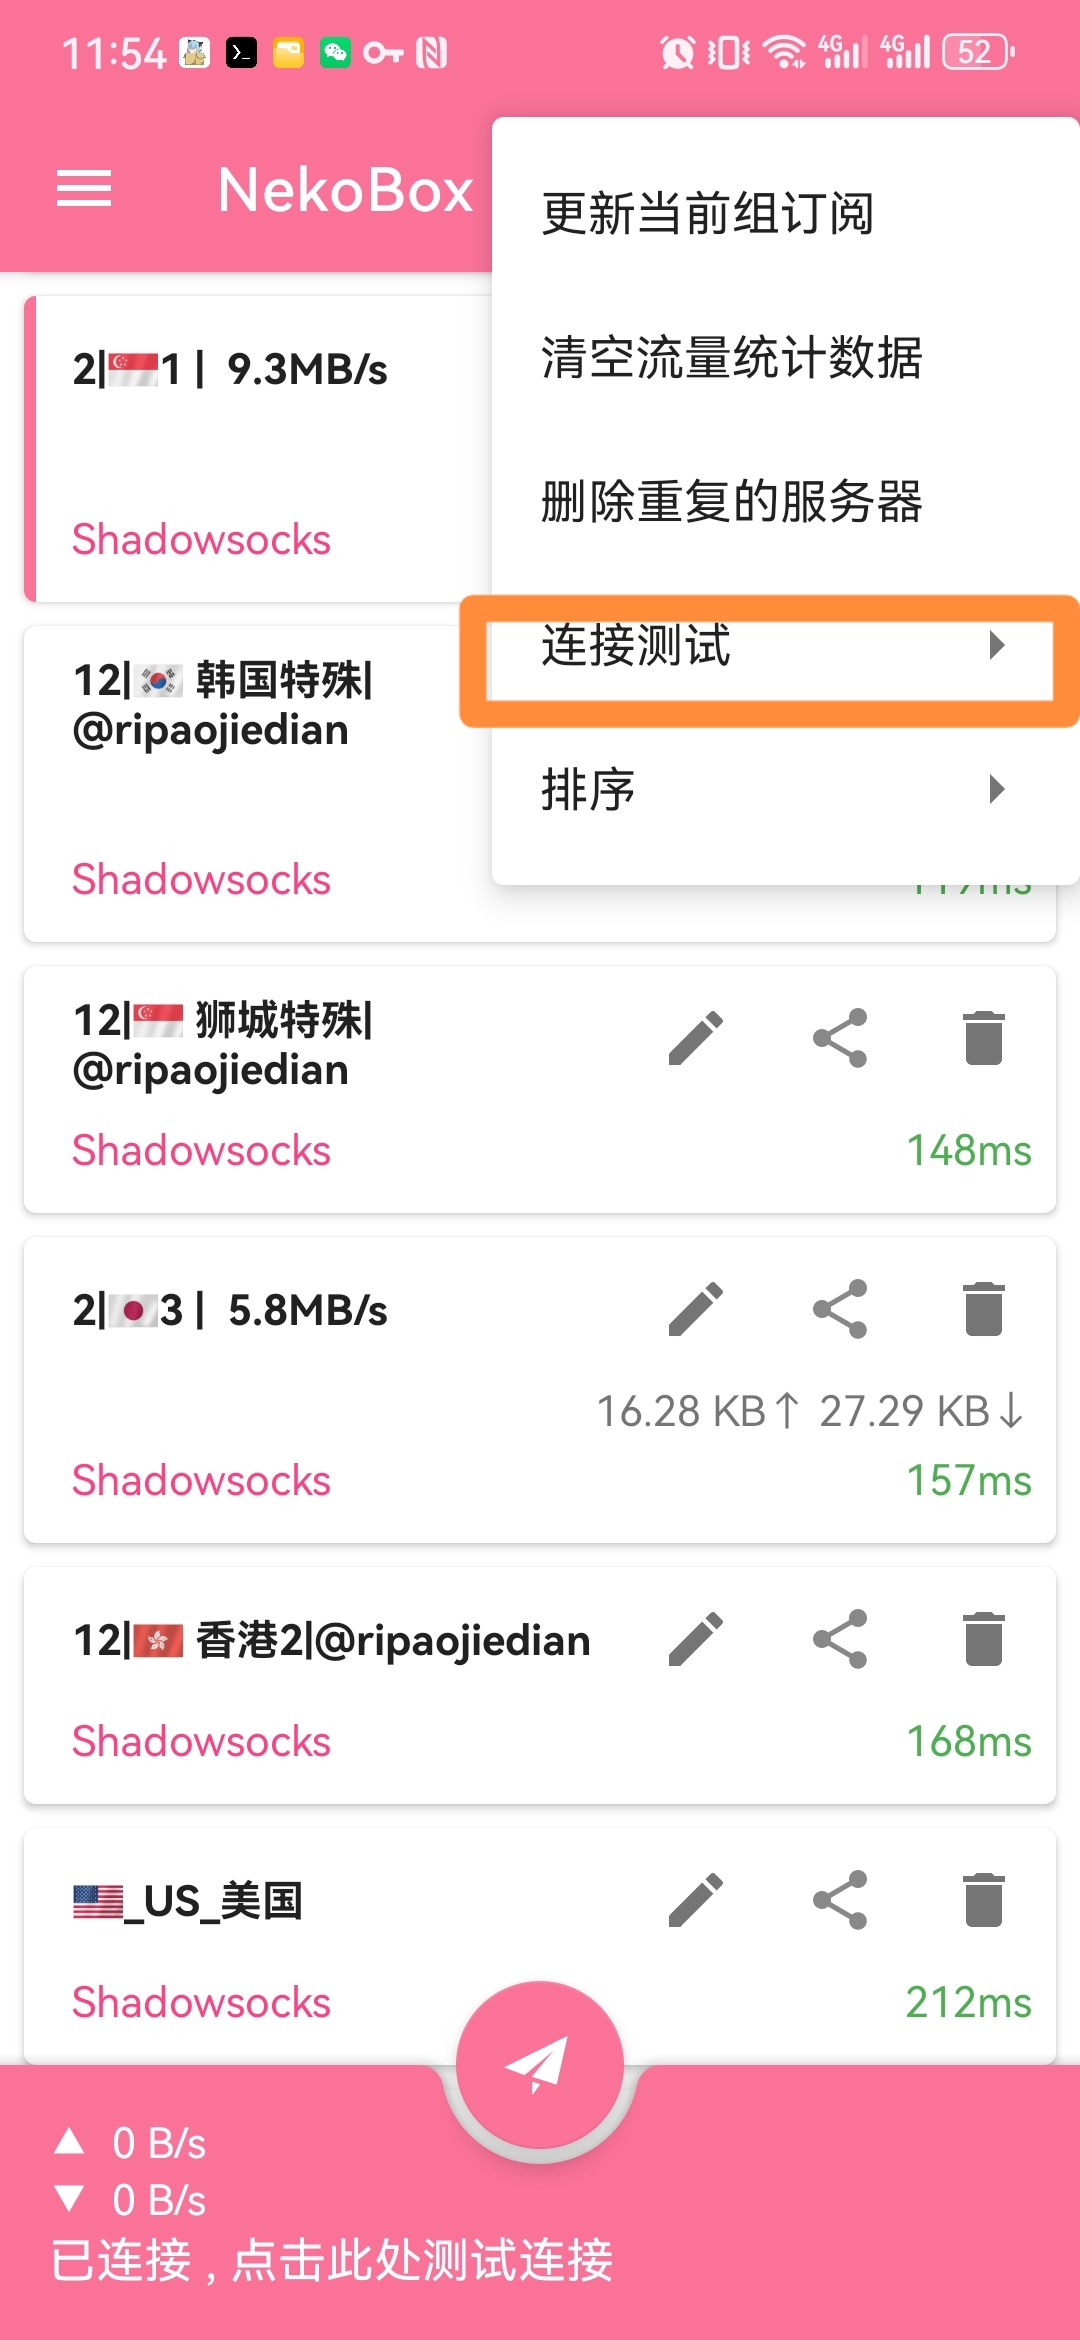 11:54 4G 4G 52
NekoBox
更新当前组订阅
清空流量统计数据
删除重复的服务器
连接测试
排序
2|🇸🇬1 | 9.3MB/s
Shadowsocks
12|🇰🇷 韩国特殊|
@ripaojiedian
Shadowsocks
12|🇸🇬 狮城特殊|
@ripaojiedian
Shadowsocks 148ms
2|🇯🇵3 | 5.8MB/s
16.28 KB↑ 27.29 KB↓
Shadowsocks 157ms
12|🇭🇰 香港2|@ripaojiedian
Shadowsocks 168ms
🇺🇸_US_美国
Shadowsocks 212ms
▲ 0 B/s
▼ 0 B/s
已连接，点击此处测试连接